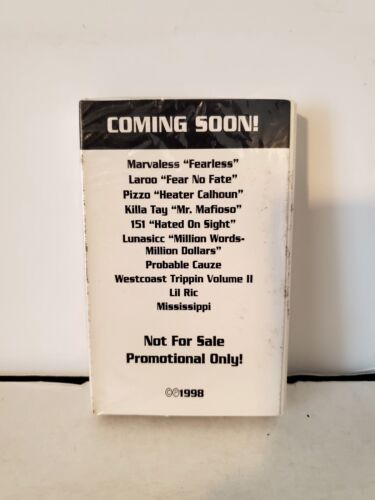 COMING SOON!
Marvaless "Fearless"
Laroo "Fear No Fate"
Pizzo "Heater Calhoun"
Killa Tay "Mr. Mafioso"
151 "Hated On Sight"
Lunasicc "Million Words-
Million Dollars"
Probable Cauze
Westcoast Trippin Volume II
Lil Ric
Mississippi
Not For Sale
Promotional Only!
©℗1998